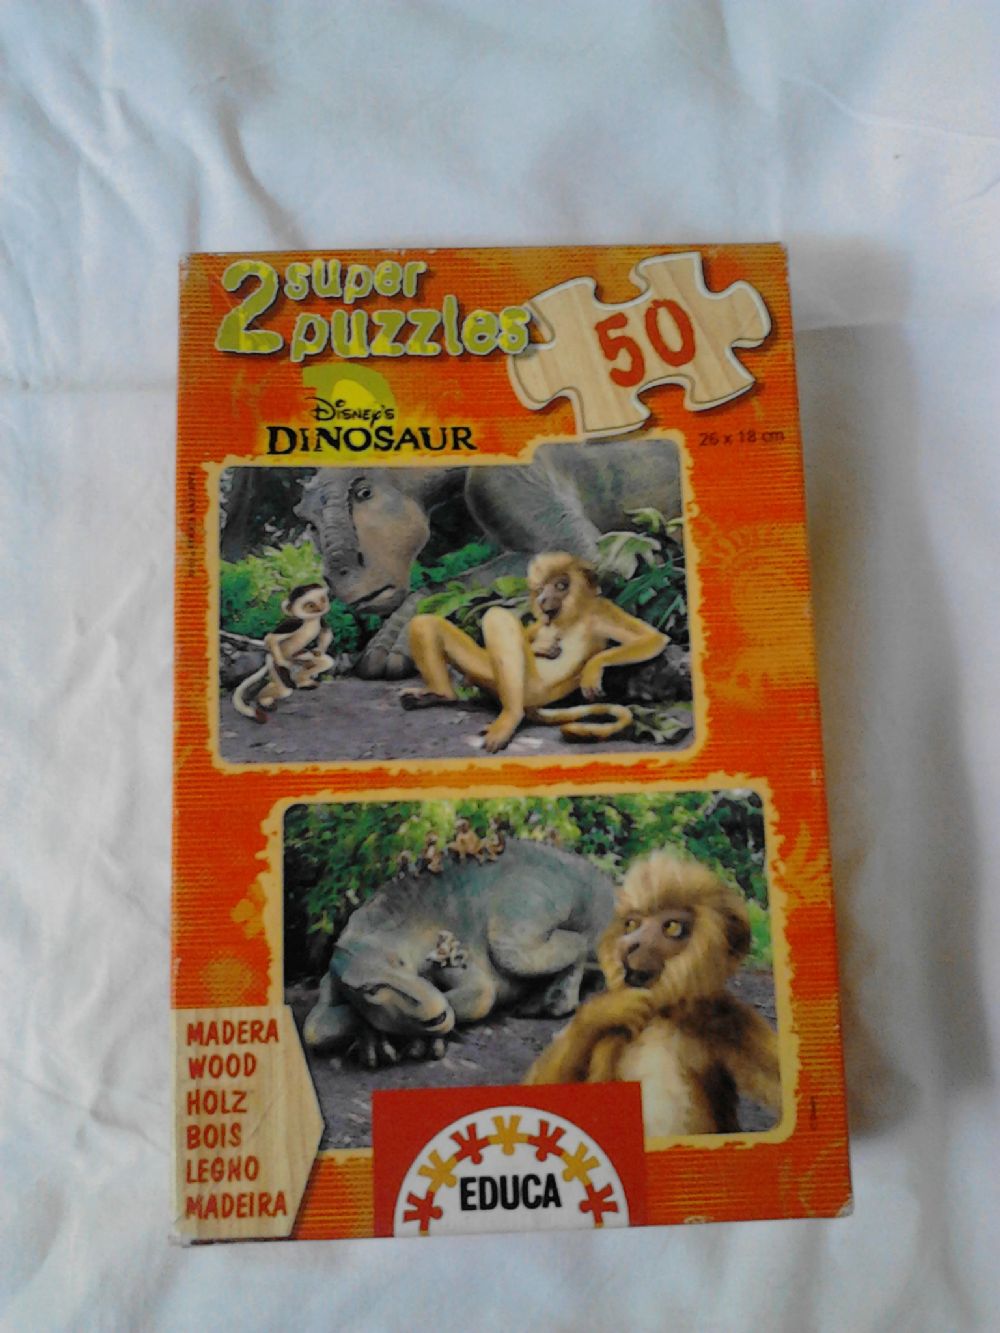 2 super
puzzles
50
DISNEY'S
DINOSAUR
26 x 18 cm
MADERA
WOOD
HOLZ
BOIS
LEGNO
MADEIRA
EDUCA